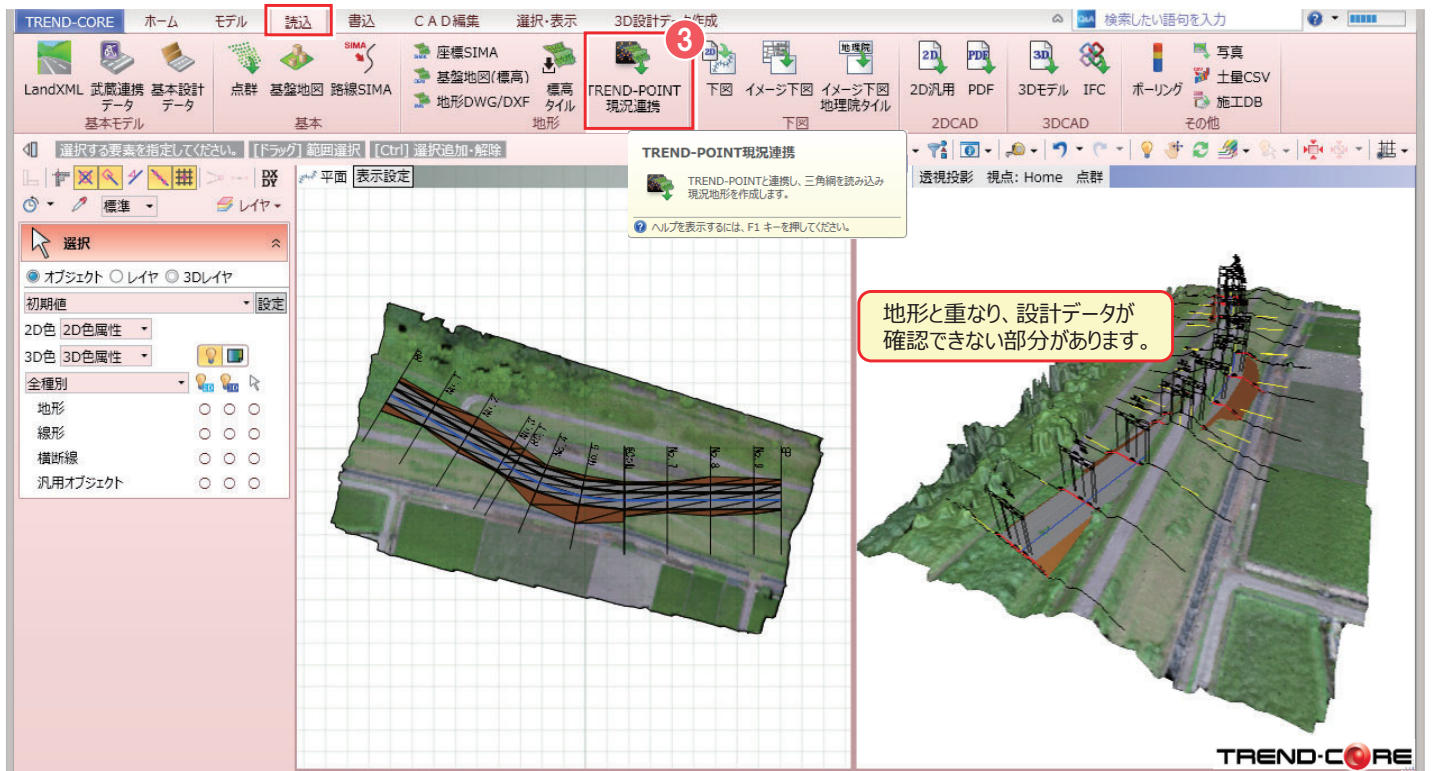 TREND-CORE ホーム モデル 読込 書込 CAD編集 選択・表示 3D設計データ作成 Q&A 検索したい語句を入力
3
LandXML 武蔵連携データ 基本設計データ
基本モデル
点群 基盤地図 SIMA 路線SIMA
基本
座標SIMA
基盤地図(標高)
地形DWG/DXF
標高タイル
TREND-POINT
現況連携
地形
下図 イメージ下図 地理院 イメージ下図
地理院タイル
下図
2D 2D汎用 PDF PDF
2DCAD
3D 3Dモデル IFC
3DCAD
ボーリング
写真
土量CSV
施工DB
その他
選択する要素を指定してください。 [ドラッグ] 範囲選択 [Ctrl] 選択追加・解除
標準 レイヤ
平面 表示設定
TREND-POINT現況連携
TREND-POINTと連携し、三角網を読み込み
現況地形を作成します。
ヘルプを表示するには、F1 キーを押してください。
透視投影 視点: Home 点群
選択
オブジェクト レイヤ 3Dレイヤ
初期値 設定
2D色 2D色属性
3D色 3D色属性
全種別
地形
線形
横断線
汎用オブジェクト
地形と重なり、設計データが
確認できない部分があります。
No.7 No.8 No.9
TREND-CORE